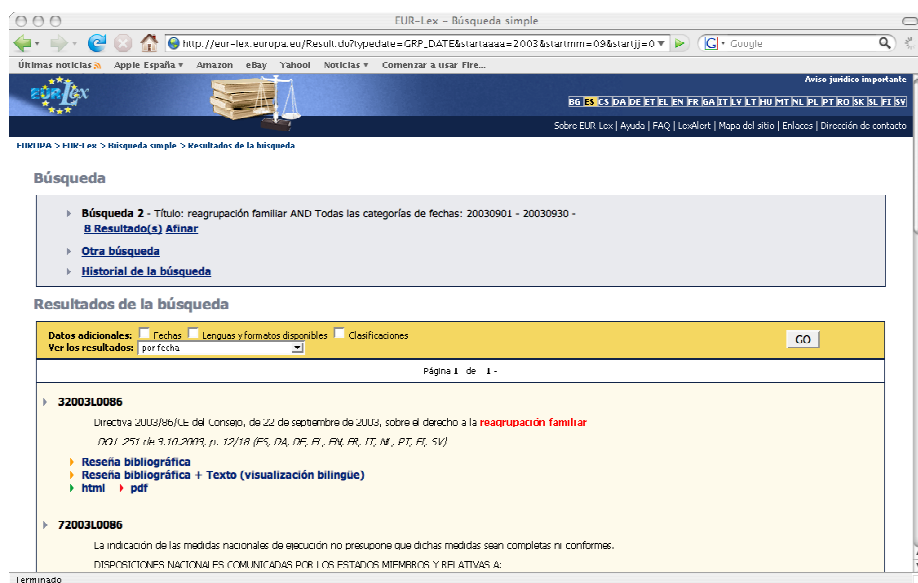 EUR-Lex - Búsqueda simple
http://eur-lex.europa.eu/Result.do?typedate=GRP_DATE&startaaaa=2003&startmm=09&startjj=0
Google
Últimas noticias Apple España Amazon eBay Yahoo! Noticias Comenzar a usar Fire...
Aviso jurídico importante
EUR-Lex
BG ES CS DA DE ET EL EN FR GA IT LV LT HU MT NL PL PT RO SK SL FI SV
Sobre EUR-Lex | Ayuda | FAQ | LexAlert | Mapa del sitio | Enlaces | Dirección de contacto
EUROPA > EUR-Lex > Búsqueda simple > Resultados de la búsqueda
Búsqueda
Búsqueda 2 - Título: reagrupación familiar AND Todas las categorías de fechas: 20030901 - 20030930 -
8 Resultado(s) Afinar
Otra búsqueda
Historial de la búsqueda
Resultados de la búsqueda
Datos adicionales: Fechas Lenguas y formatos disponibles Clasificaciones
Ver los resultados: por fecha
GO
Página 1 de 1 -
32003L0086
Directiva 2003/86/CE del Consejo, de 22 de septiembre de 2003, sobre el derecho a la reagrupación familiar
DO L 251 de 3.10.2003, p. 12/18 (ES, DA, DE, EL, EN, FR, IT, NL, PT, FI, SV)
Reseña bibliográfica
Reseña bibliográfica + Texto (visualización bilingüe)
html pdf
72003L0086
La indicación de las medidas nacionales de ejecución no presupone que dichas medidas sean completas ni conformes.
DISPOSICIONES NACIONALES COMUNICADAS POR LOS ESTADOS MIEMBROS Y RELATIVAS A:
Terminado